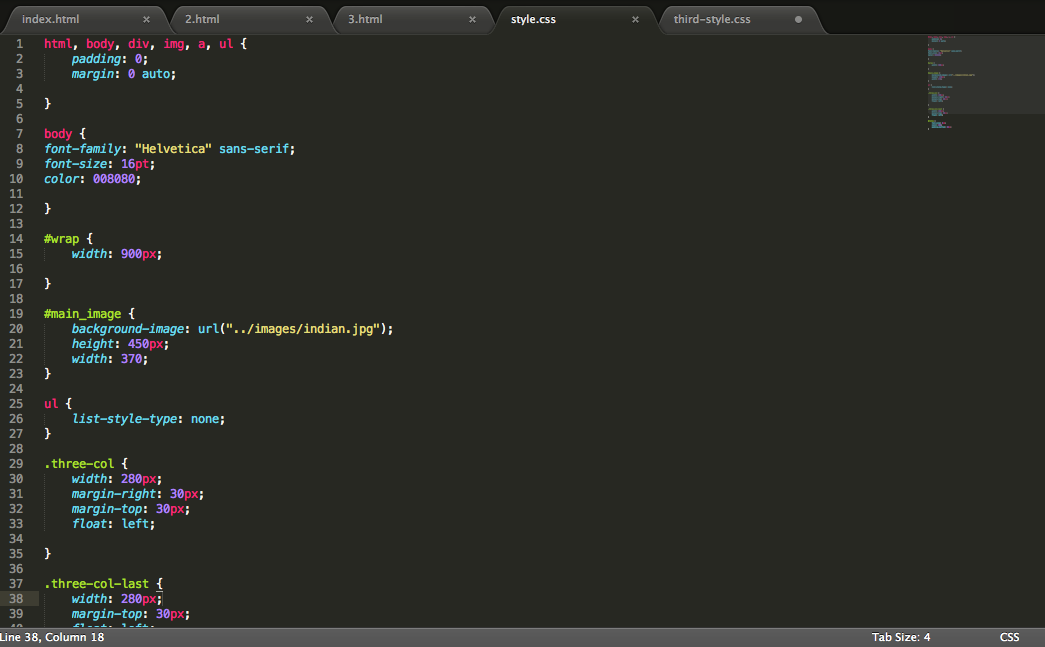 index.html × 2.html × 3.html × style.css × third-style.css
1 html, body, div, img, a, ul {
2 padding: 0;
3 margin: 0 auto;
4
5 }
6
7 body {
8 font-family: "Helvetica" sans-serif;
9 font-size: 16pt;
10 color: 008080;
11
12 }
13
14 #wrap {
15 width: 900px;
16
17 }
18
19 #main_image {
20 background-image: url("../images/indian.jpg");
21 height: 450px;
22 width: 370;
23 }
24
25 ul {
26 list-style-type: none;
27 }
28
29 .three-col {
30 width: 280px;
31 margin-right: 30px;
32 margin-top: 30px;
33 float: left;
34
35 }
36
37 .three-col-last {
38 width: 280px;
39 margin-top: 30px;
Line 38, Column 18 Tab Size: 4 CSS